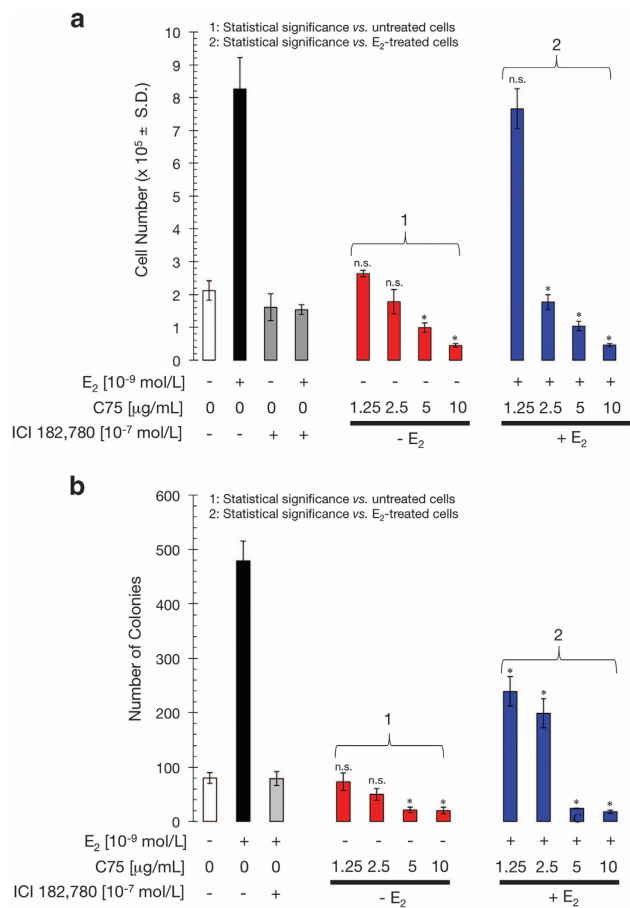 a
1: Statistical significance vs. untreated cells
2: Statistical significance vs. E₂-treated cells
Cell Number (x 10⁵ ± S.D.)
10
9
8
7
6
5
4
3
2
1
0
1
2
n.s.
n.s.
*
*
n.s.
*
*
*
E₂ [10⁻⁹ mol/L] - + - + - - - - + + + +
C75 [µg/mL] 0 0 0 0 1.25 2.5 5 10 1.25 2.5 5 10
ICI 182,780 [10⁻⁷ mol/L] - - + + - E₂ + E₂
b
1: Statistical significance vs. untreated cells
2: Statistical significance vs. E₂-treated cells
Number of Colonies
600
500
400
300
200
100
0
1
2
n.s.
n.s.
*
*
*
*
*
*
C
E₂ [10⁻⁹ mol/L] - + + - - - - + + + +
C75 [µg/mL] 0 0 0 1.25 2.5 5 10 1.25 2.5 5 10
ICI 182,780 [10⁻⁷ mol/L] - - + - E₂ + E₂